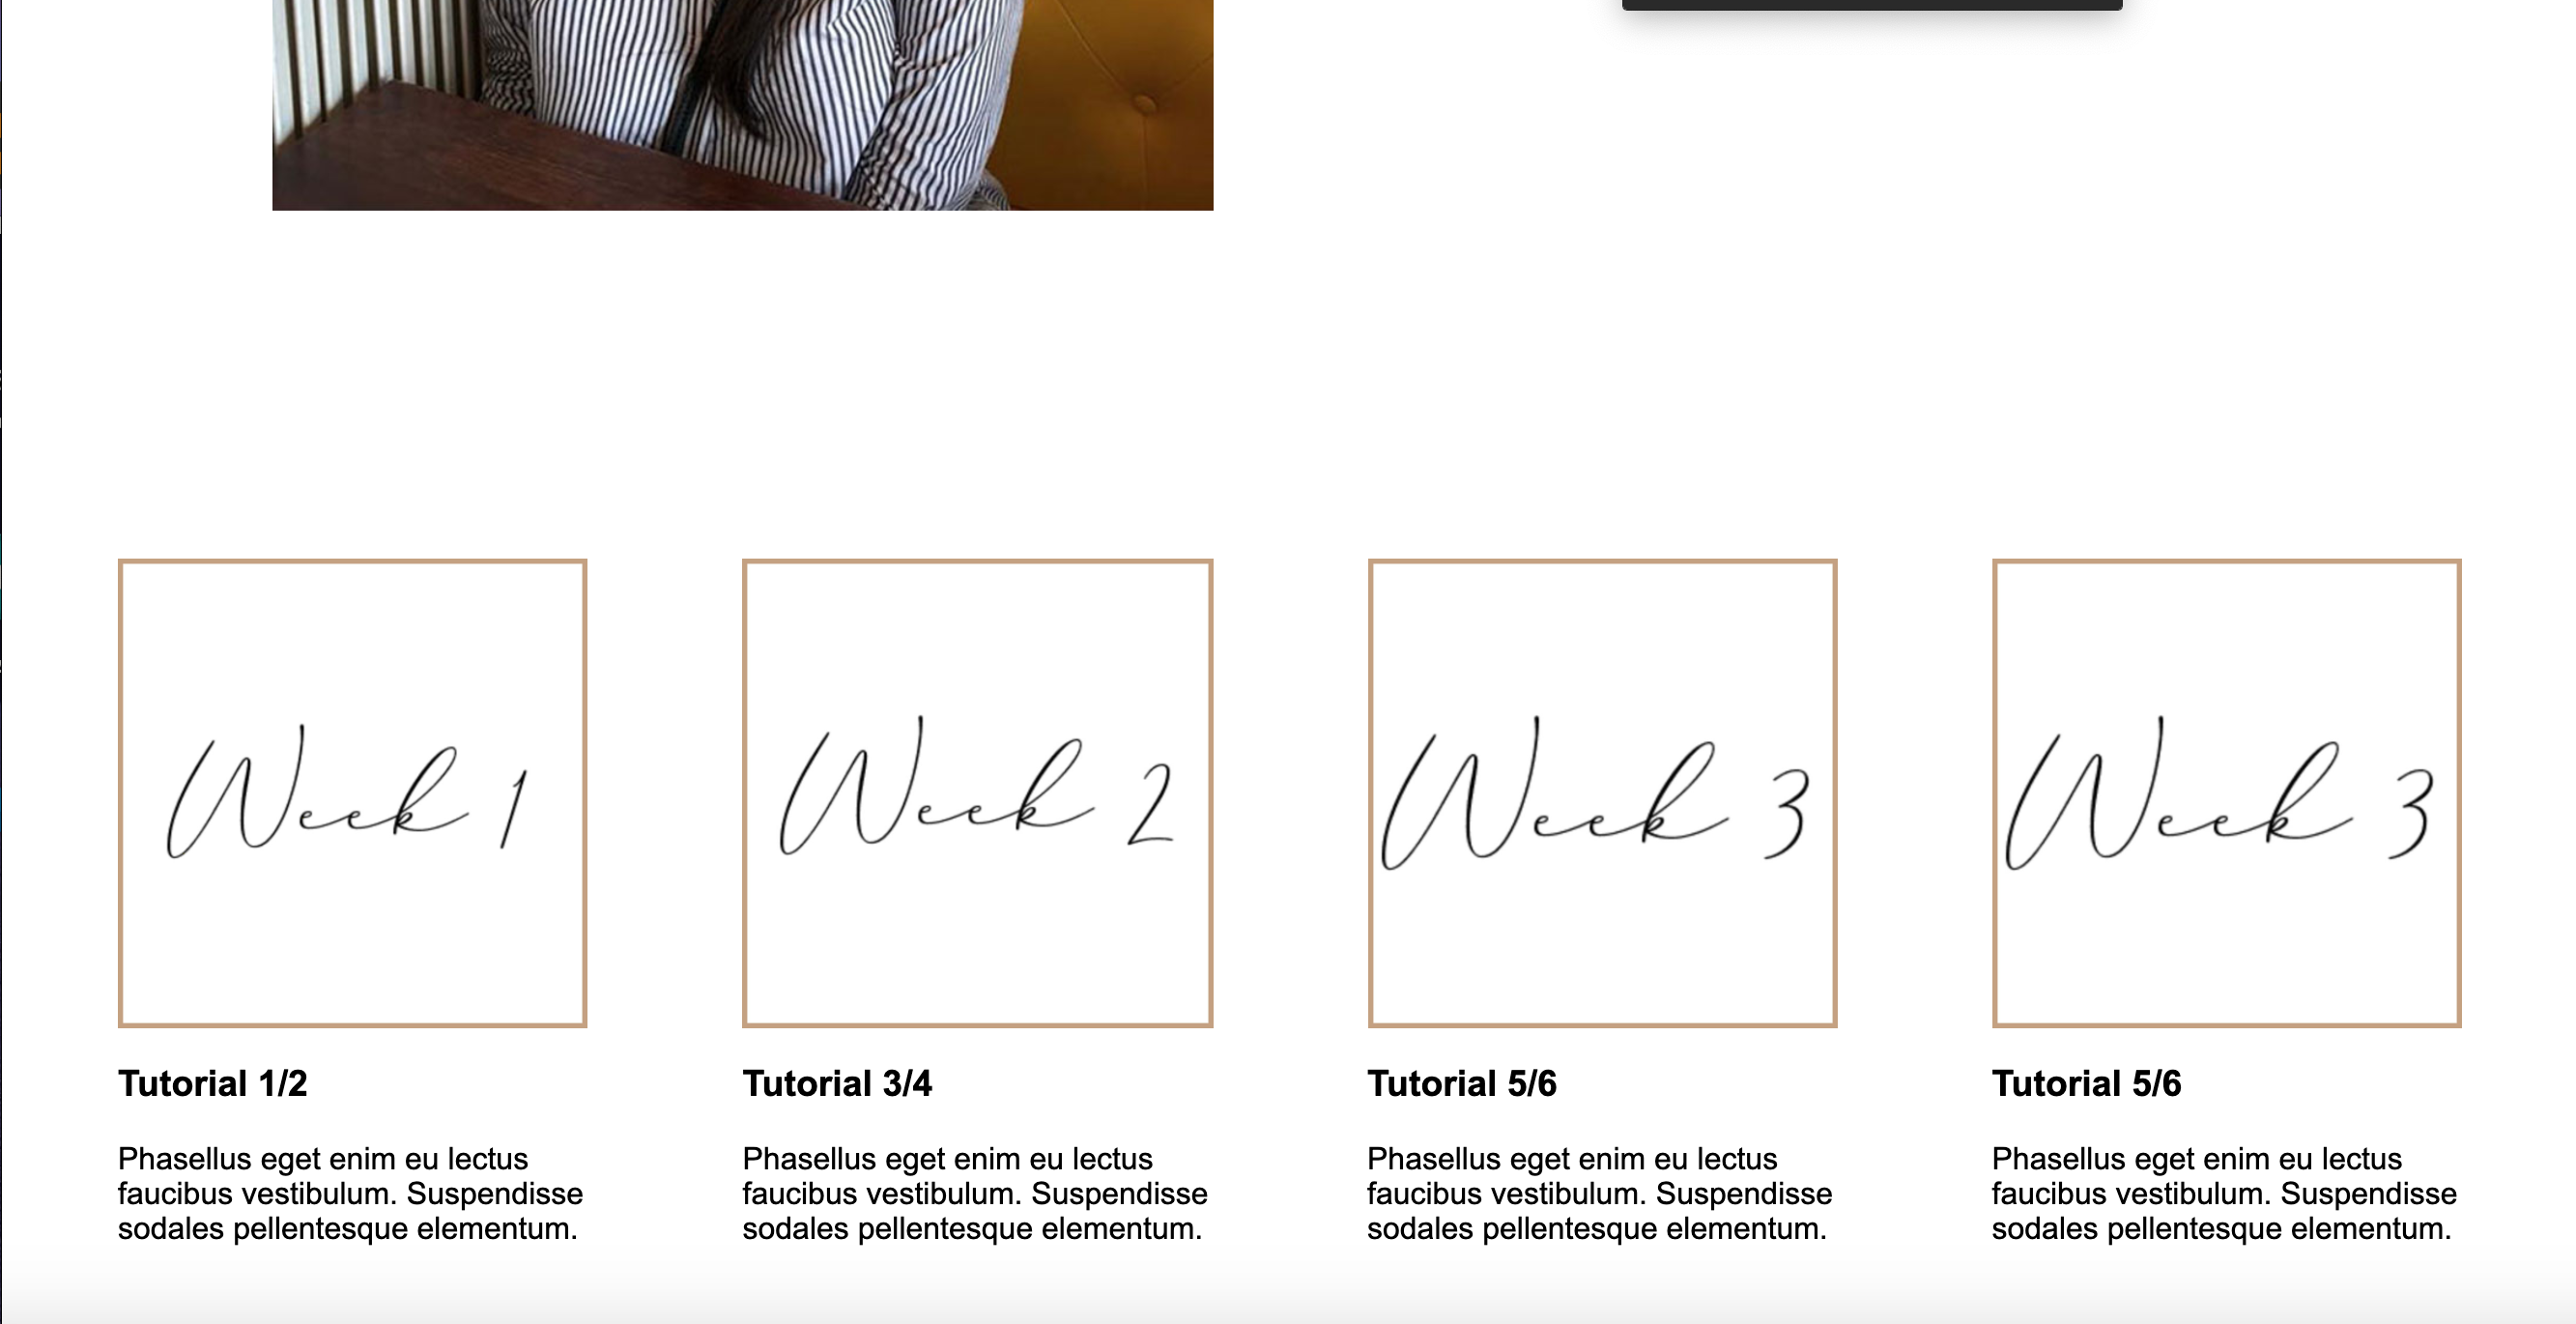 Week 1
Week 2
Week 3
Week 3
Tutorial 1/2
Phasellus eget enim eu lectus
faucibus vestibulum. Suspendisse
sodales pellentesque elementum.
Tutorial 3/4
Phasellus eget enim eu lectus
faucibus vestibulum. Suspendisse
sodales pellentesque elementum.
Tutorial 5/6
Phasellus eget enim eu lectus
faucibus vestibulum. Suspendisse
sodales pellentesque elementum.
Tutorial 5/6
Phasellus eget enim eu lectus
faucibus vestibulum. Suspendisse
sodales pellentesque elementum.